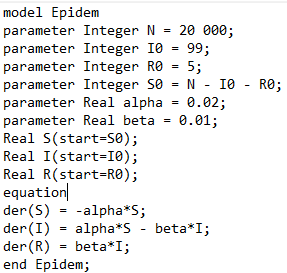 model Epidem
parameter Integer N = 20 000;
parameter Integer I0 = 99;
parameter Integer R0 = 5;
parameter Integer S0 = N - I0 - R0;
parameter Real alpha = 0.02;
parameter Real beta = 0.01;
Real S(start=S0);
Real I(start=I0);
Real R(start=R0);
equation
der(S) = -alpha*S;
der(I) = alpha*S - beta*I;
der(R) = beta*I;
end Epidem;